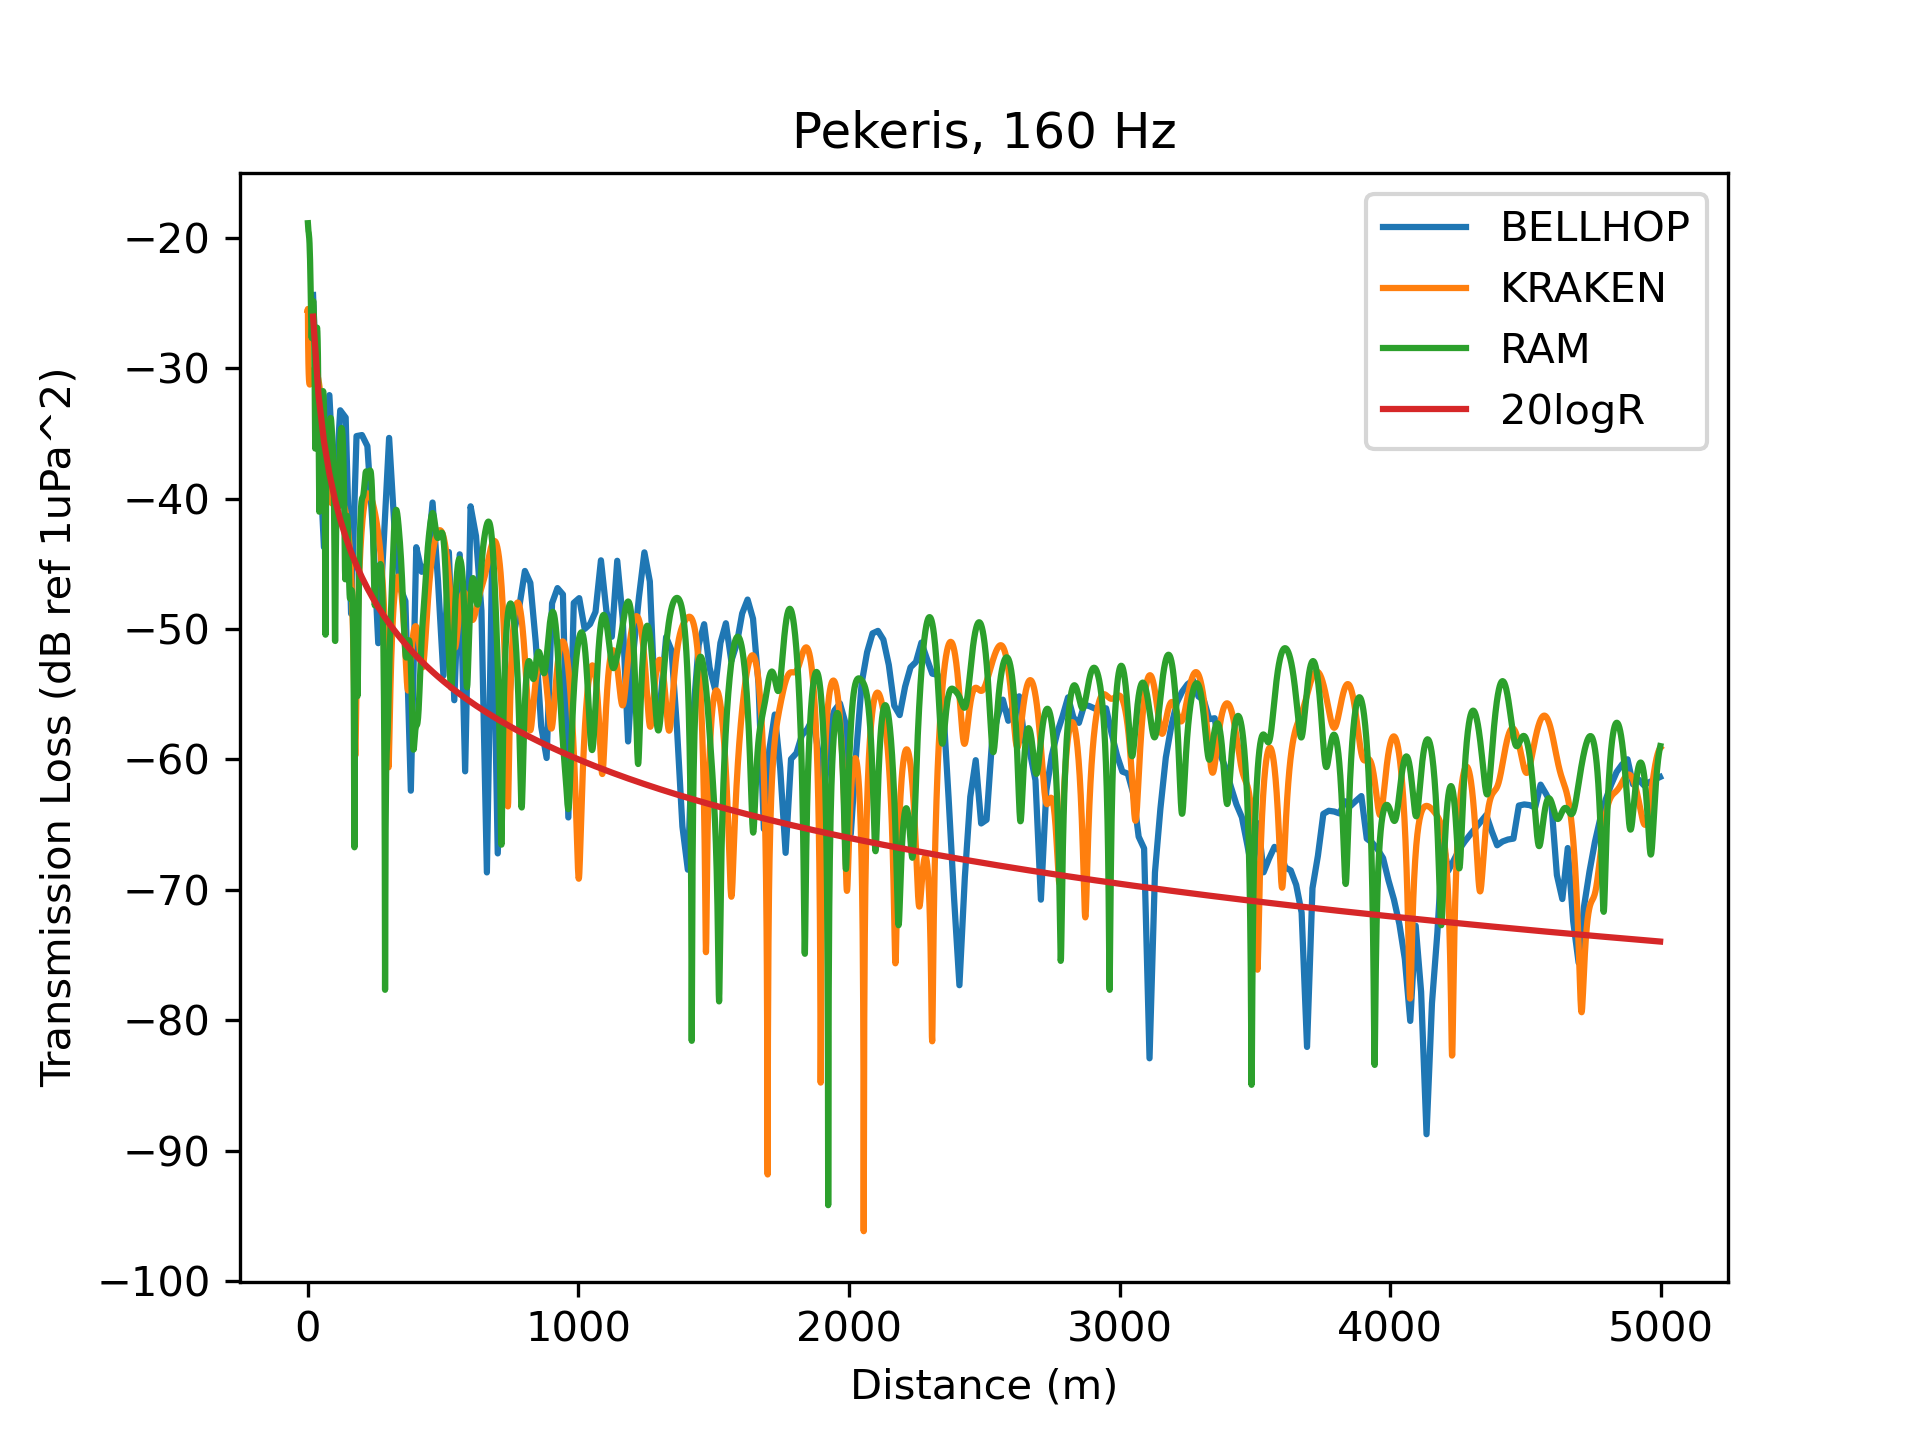 Pekeris, 160 Hz
BELLHOP
KRAKEN
RAM
20logR
Transmission Loss (dB ref 1uPa^2)
−20
−30
−40
−50
−60
−70
−80
−90
−100
0 1000 2000 3000 4000 5000
Distance (m)